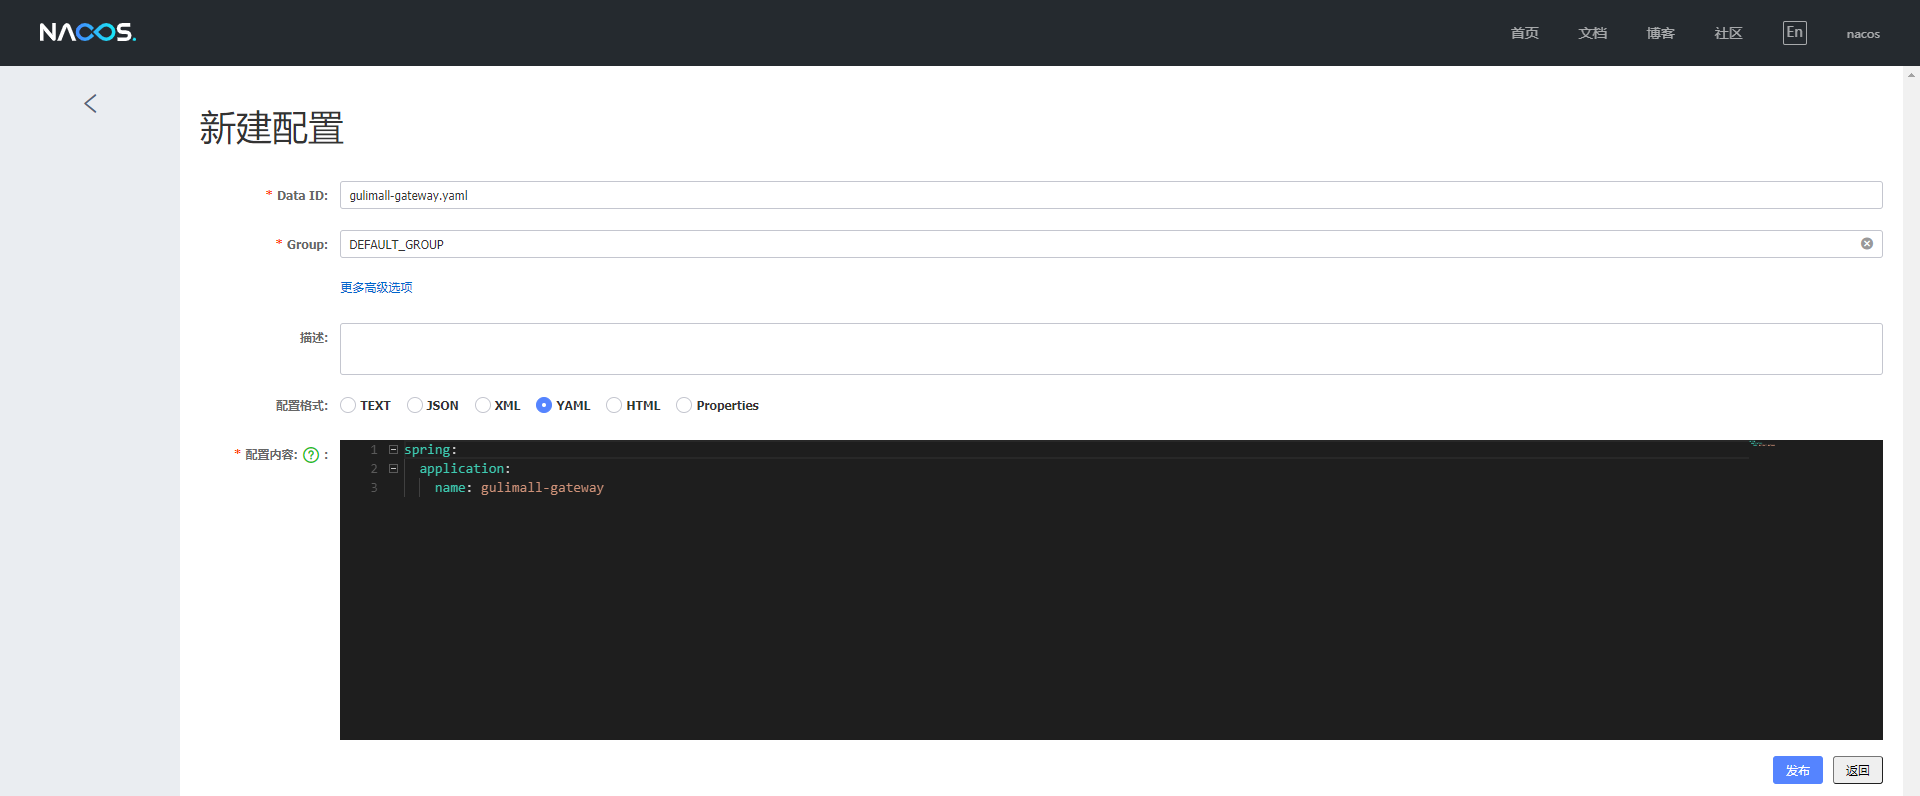 NACOS.
首页 文档 博客 社区 En nacos
新建配置
* Data ID: gulimall-gateway.yaml
* Group: DEFAULT_GROUP
更多高级选项
描述:
配置格式: TEXT JSON XML YAML HTML Properties
* 配置内容: ? :
1 spring:
2 application:
3 name: gulimall-gateway
发布 返回